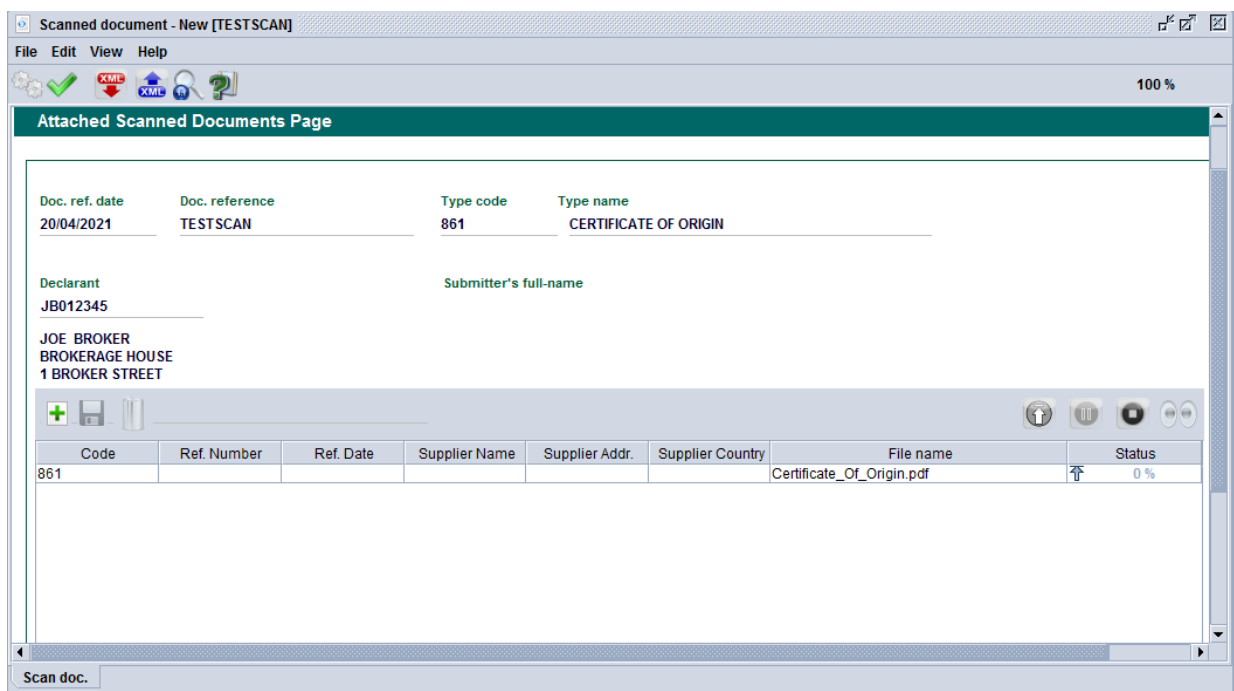 Scanned document - New [TESTSCAN]
File Edit View Help
XML XML 100 %
Attached Scanned Documents Page
Doc. ref. date Doc. reference Type code Type name
20/04/2021 TESTSCAN 861 CERTIFICATE OF ORIGIN
Declarant Submitter's full-name
JB012345
JOE BROKER
BROKERAGE HOUSE
1 BROKER STREET
Code Ref. Number Ref. Date Supplier Name Supplier Addr. Supplier Country File name Status
861 Certificate_Of_Origin.pdf 0 %
Scan doc.